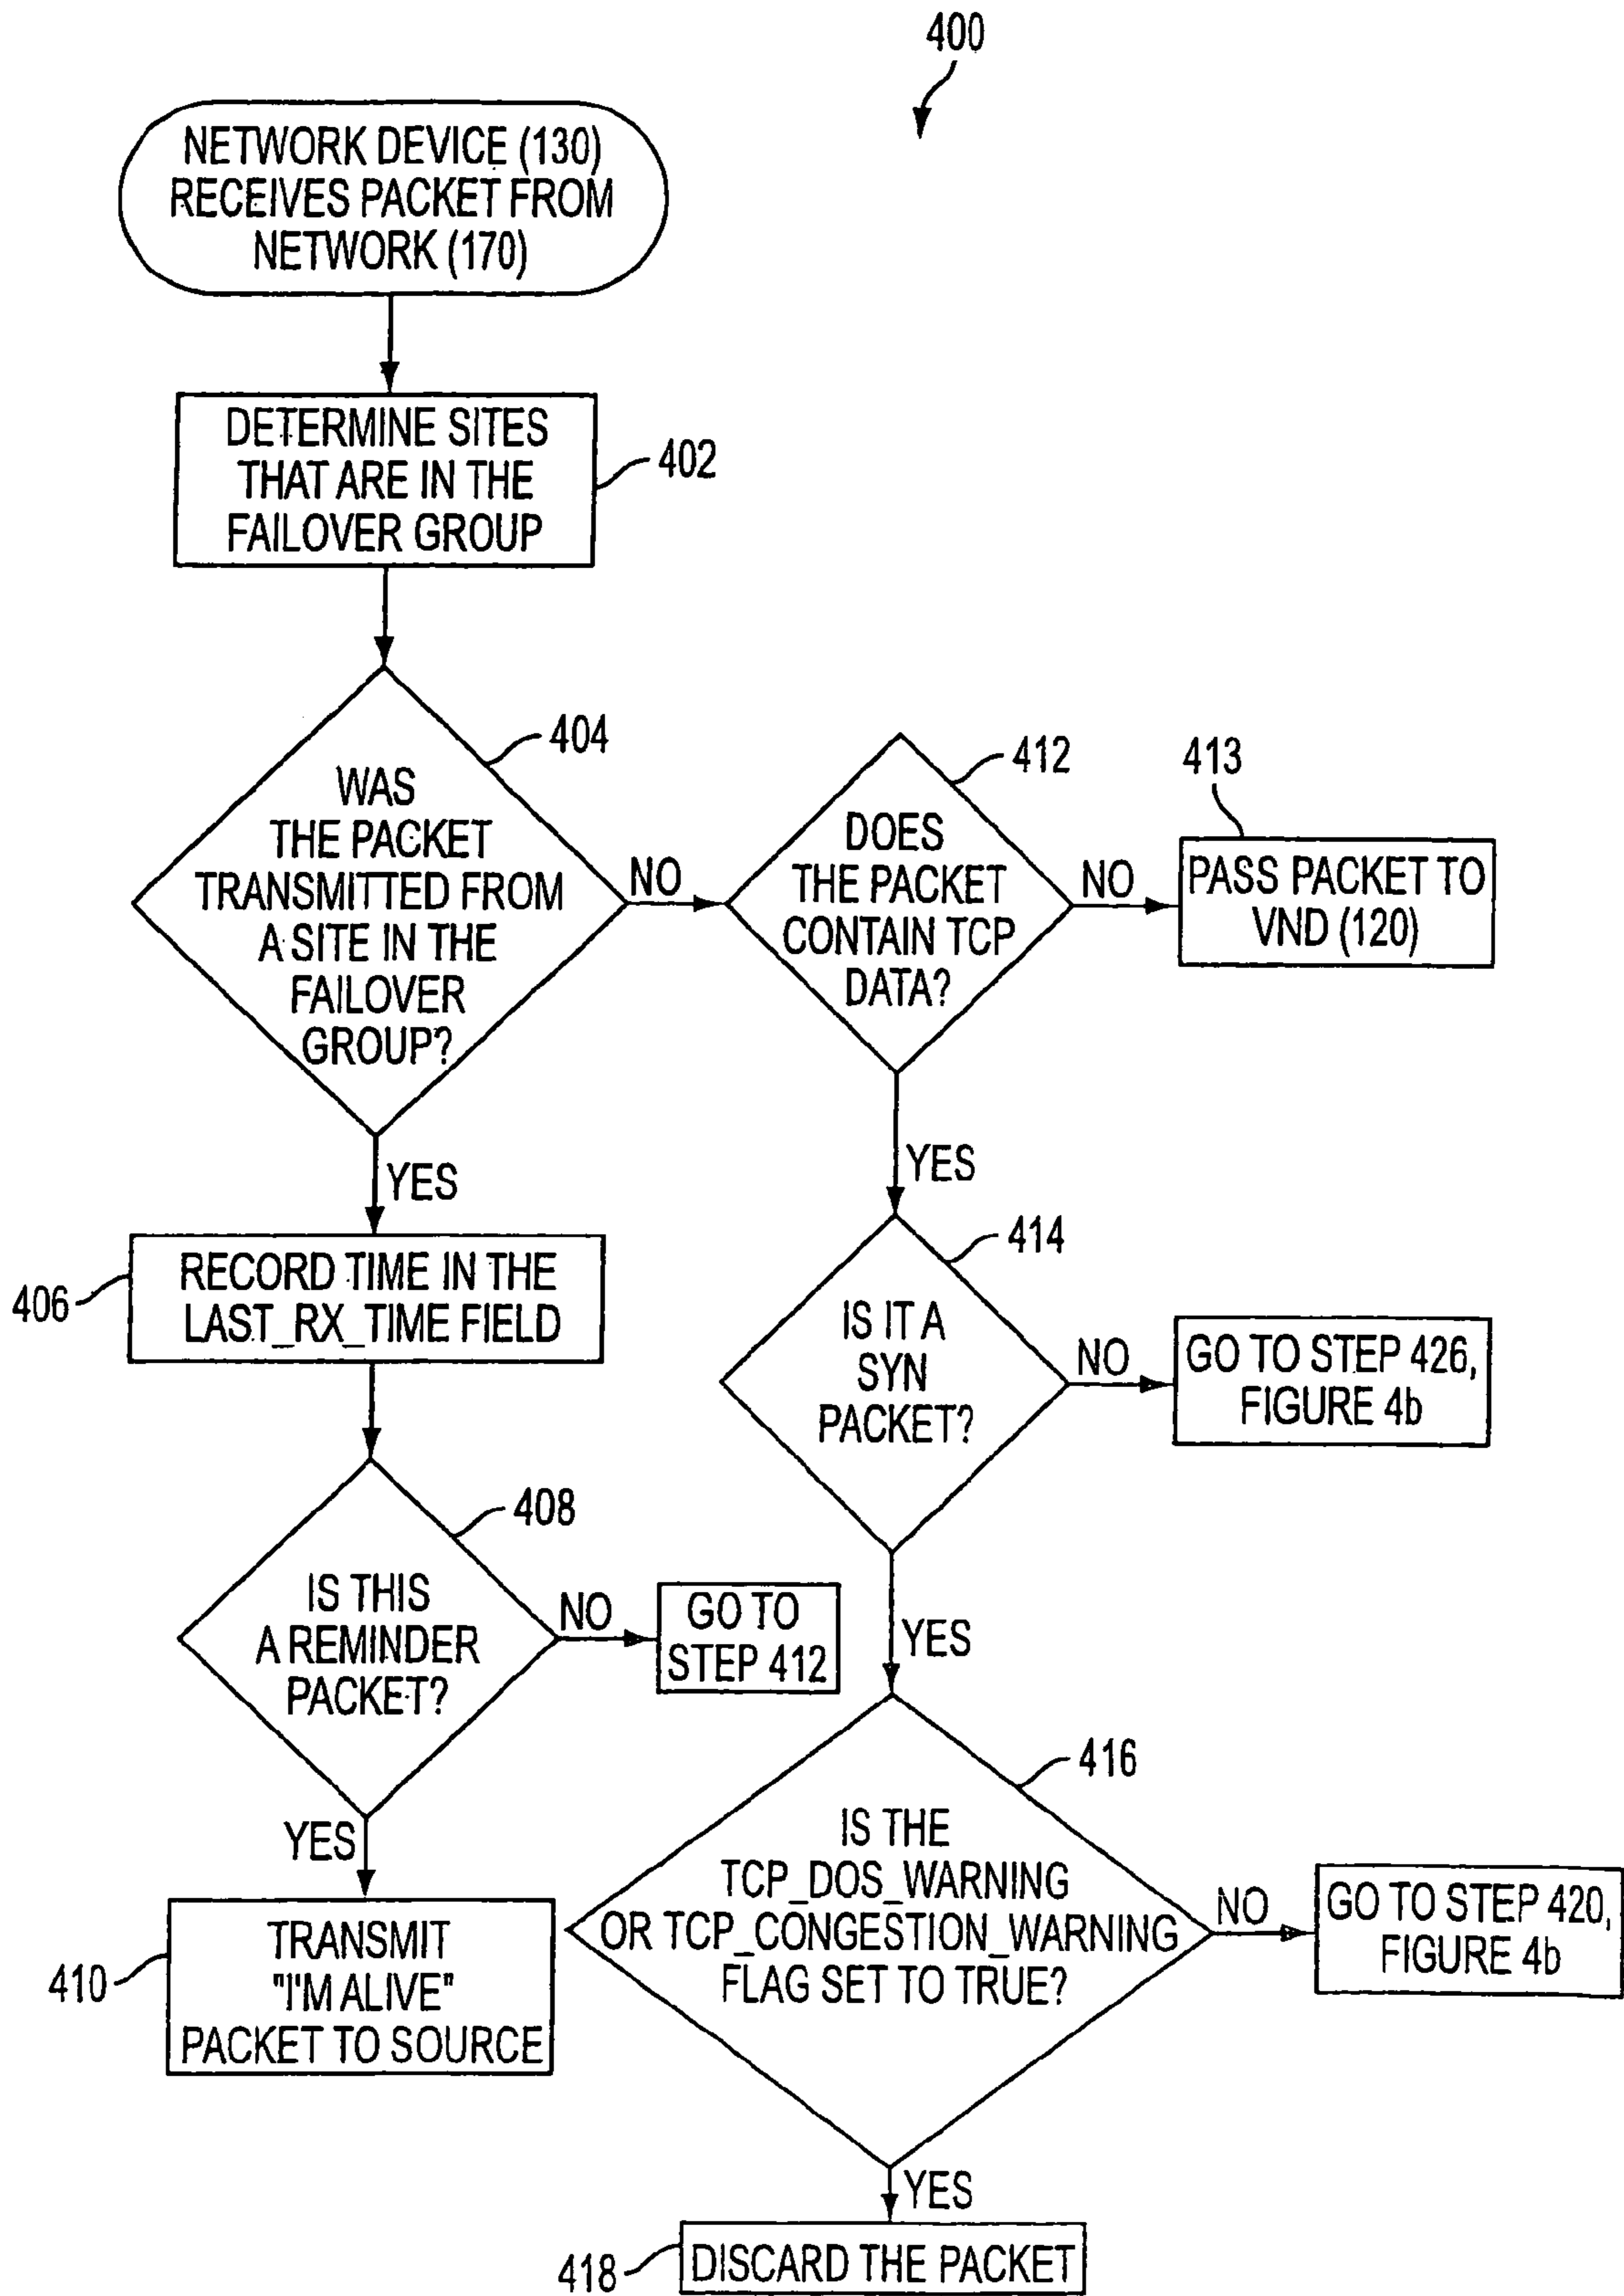 400
NETWORK DEVICE (130)
RECEIVES PACKET FROM
NETWORK (170)
DETERMINE SITES
THAT ARE IN THE
FAILOVER GROUP
402
404
WAS
THE PACKET
TRANSMITTED FROM
A SITE IN THE
FAILOVER
GROUP?
NO
412
DOES
THE PACKET
CONTAIN TCP
DATA?
NO
413
PASS PACKET TO
VND (120)
YES
YES
406
RECORD TIME IN THE
LAST_RX_TIME FIELD
414
IS IT A
SYN
PACKET?
NO
GO TO STEP 426,
FIGURE 4b
408
IS THIS
A REMINDER
PACKET?
NO
GO TO
STEP 412
YES
YES
410
TRANSMIT
"I'M ALIVE"
PACKET TO SOURCE
416
IS THE
TCP_DOS_WARNING
OR TCP_CONGESTION_WARNING
FLAG SET TO TRUE?
NO
GO TO STEP 420,
FIGURE 4b
YES
418
DISCARD THE PACKET